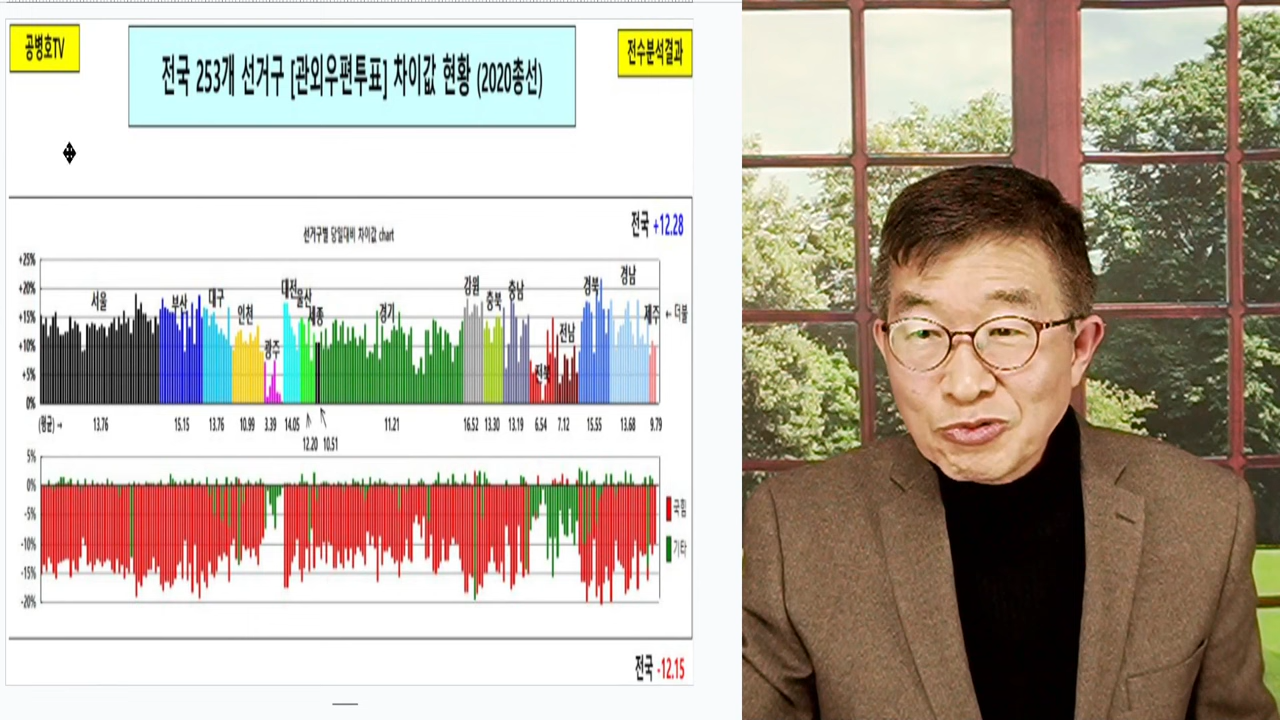 공병호TV
전국 253개 선거구 [관외우편투표] 차이값 현황 (2020총선)
전수분석결과
전국 +12.28
선거구별 당일대비 차이값 chart
+25%
+20%
+15%
+10%
+5%
0%
서울
부산
대구
인천
광주
대전
울산
세종
경기
강원
충북
충남
전북
전남
경북
경남
제주
← 더불
(평균) →
13.76
15.15
13.76
10.99
3.39
14.05
11.21
16.52
13.30
13.19
6.54
7.12
15.55
13.68
9.79
12.20
10.51
5%
0%
-5%
-10%
-15%
-20%
국힘
기타
전국 -12.15